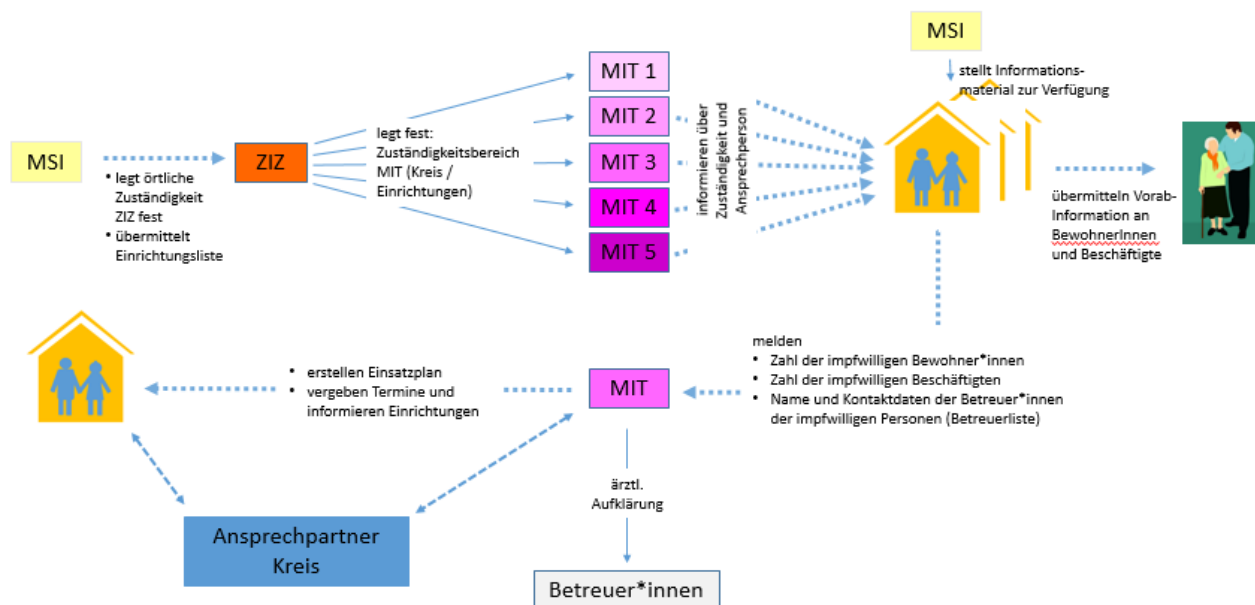 MSI
legt örtliche
Zuständigkeit
ZIZ fest
übermittelt
Einrichtungsliste
ZIZ
legt fest:
Zuständigkeitsbereich
MIT (Kreis /
Einrichtungen)
MIT 1
MIT 2
MIT 3
MIT 4
MIT 5
informieren über
Zuständigkeit und
Ansprechperson
MSI
stellt Informations-
material zur Verfügung
übermitteln Vorab-
Information an
BewohnerInnen
und Beschäftigte
melden
Zahl der impfwilligen Bewohner*innen
Zahl der impfwilligen Beschäftigten
Name und Kontaktdaten der Betreuer*innen
der impfwilligen Personen (Betreuerliste)
MIT
erstellen Einsatzplan
vergeben Termine und
informieren Einrichtungen
Ansprechpartner
Kreis
ärztl.
Aufklärung
Betreuer*innen